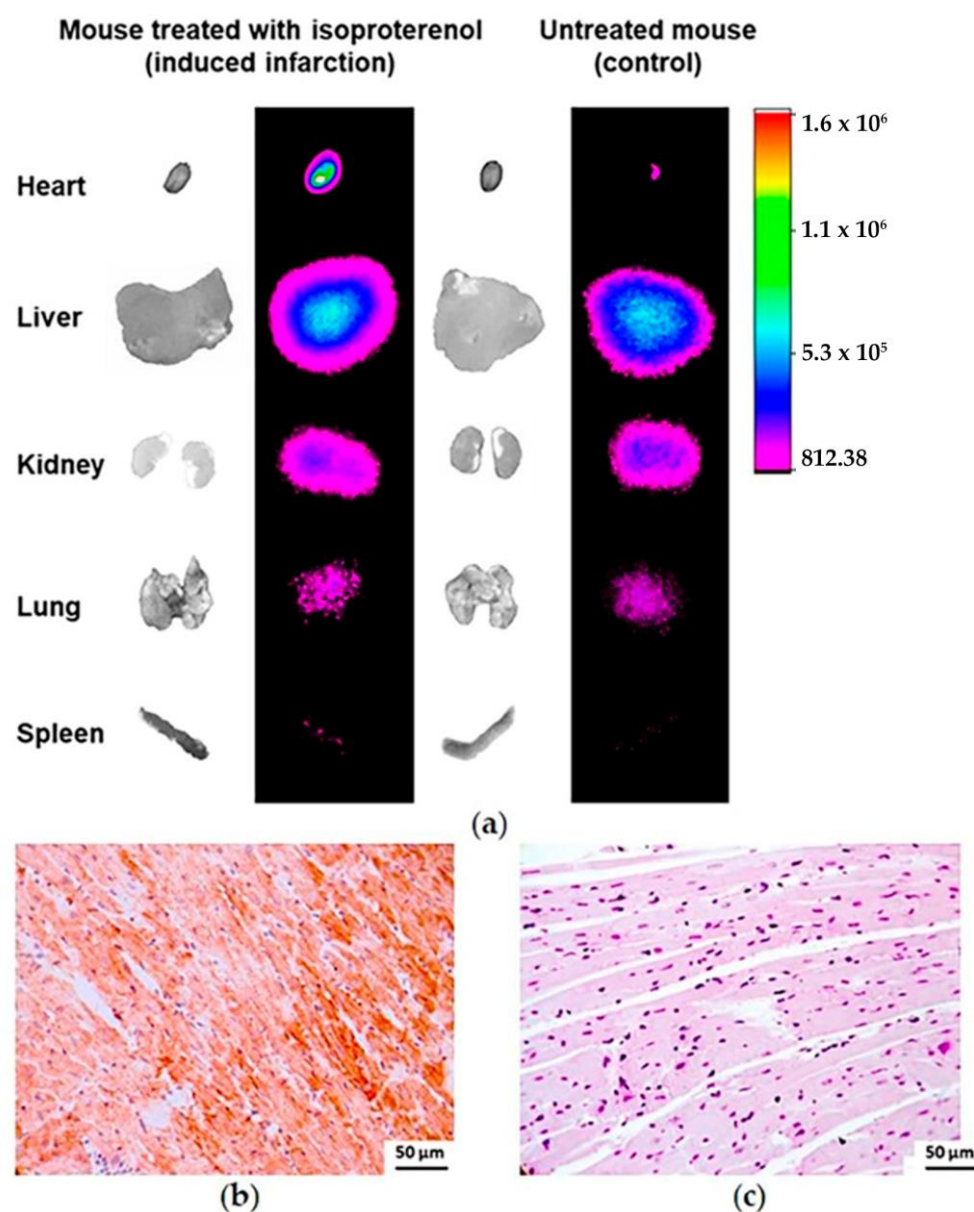 Mouse treated with isoproterenol
(induced infarction)
Untreated mouse
(control)
1.6 x 10⁶
Heart
1.1 x 10⁶
Liver
5.3 x 10⁵
Kidney
812.38
Lung
Spleen
(a)
50 µm
50 µm
(b)
(c)